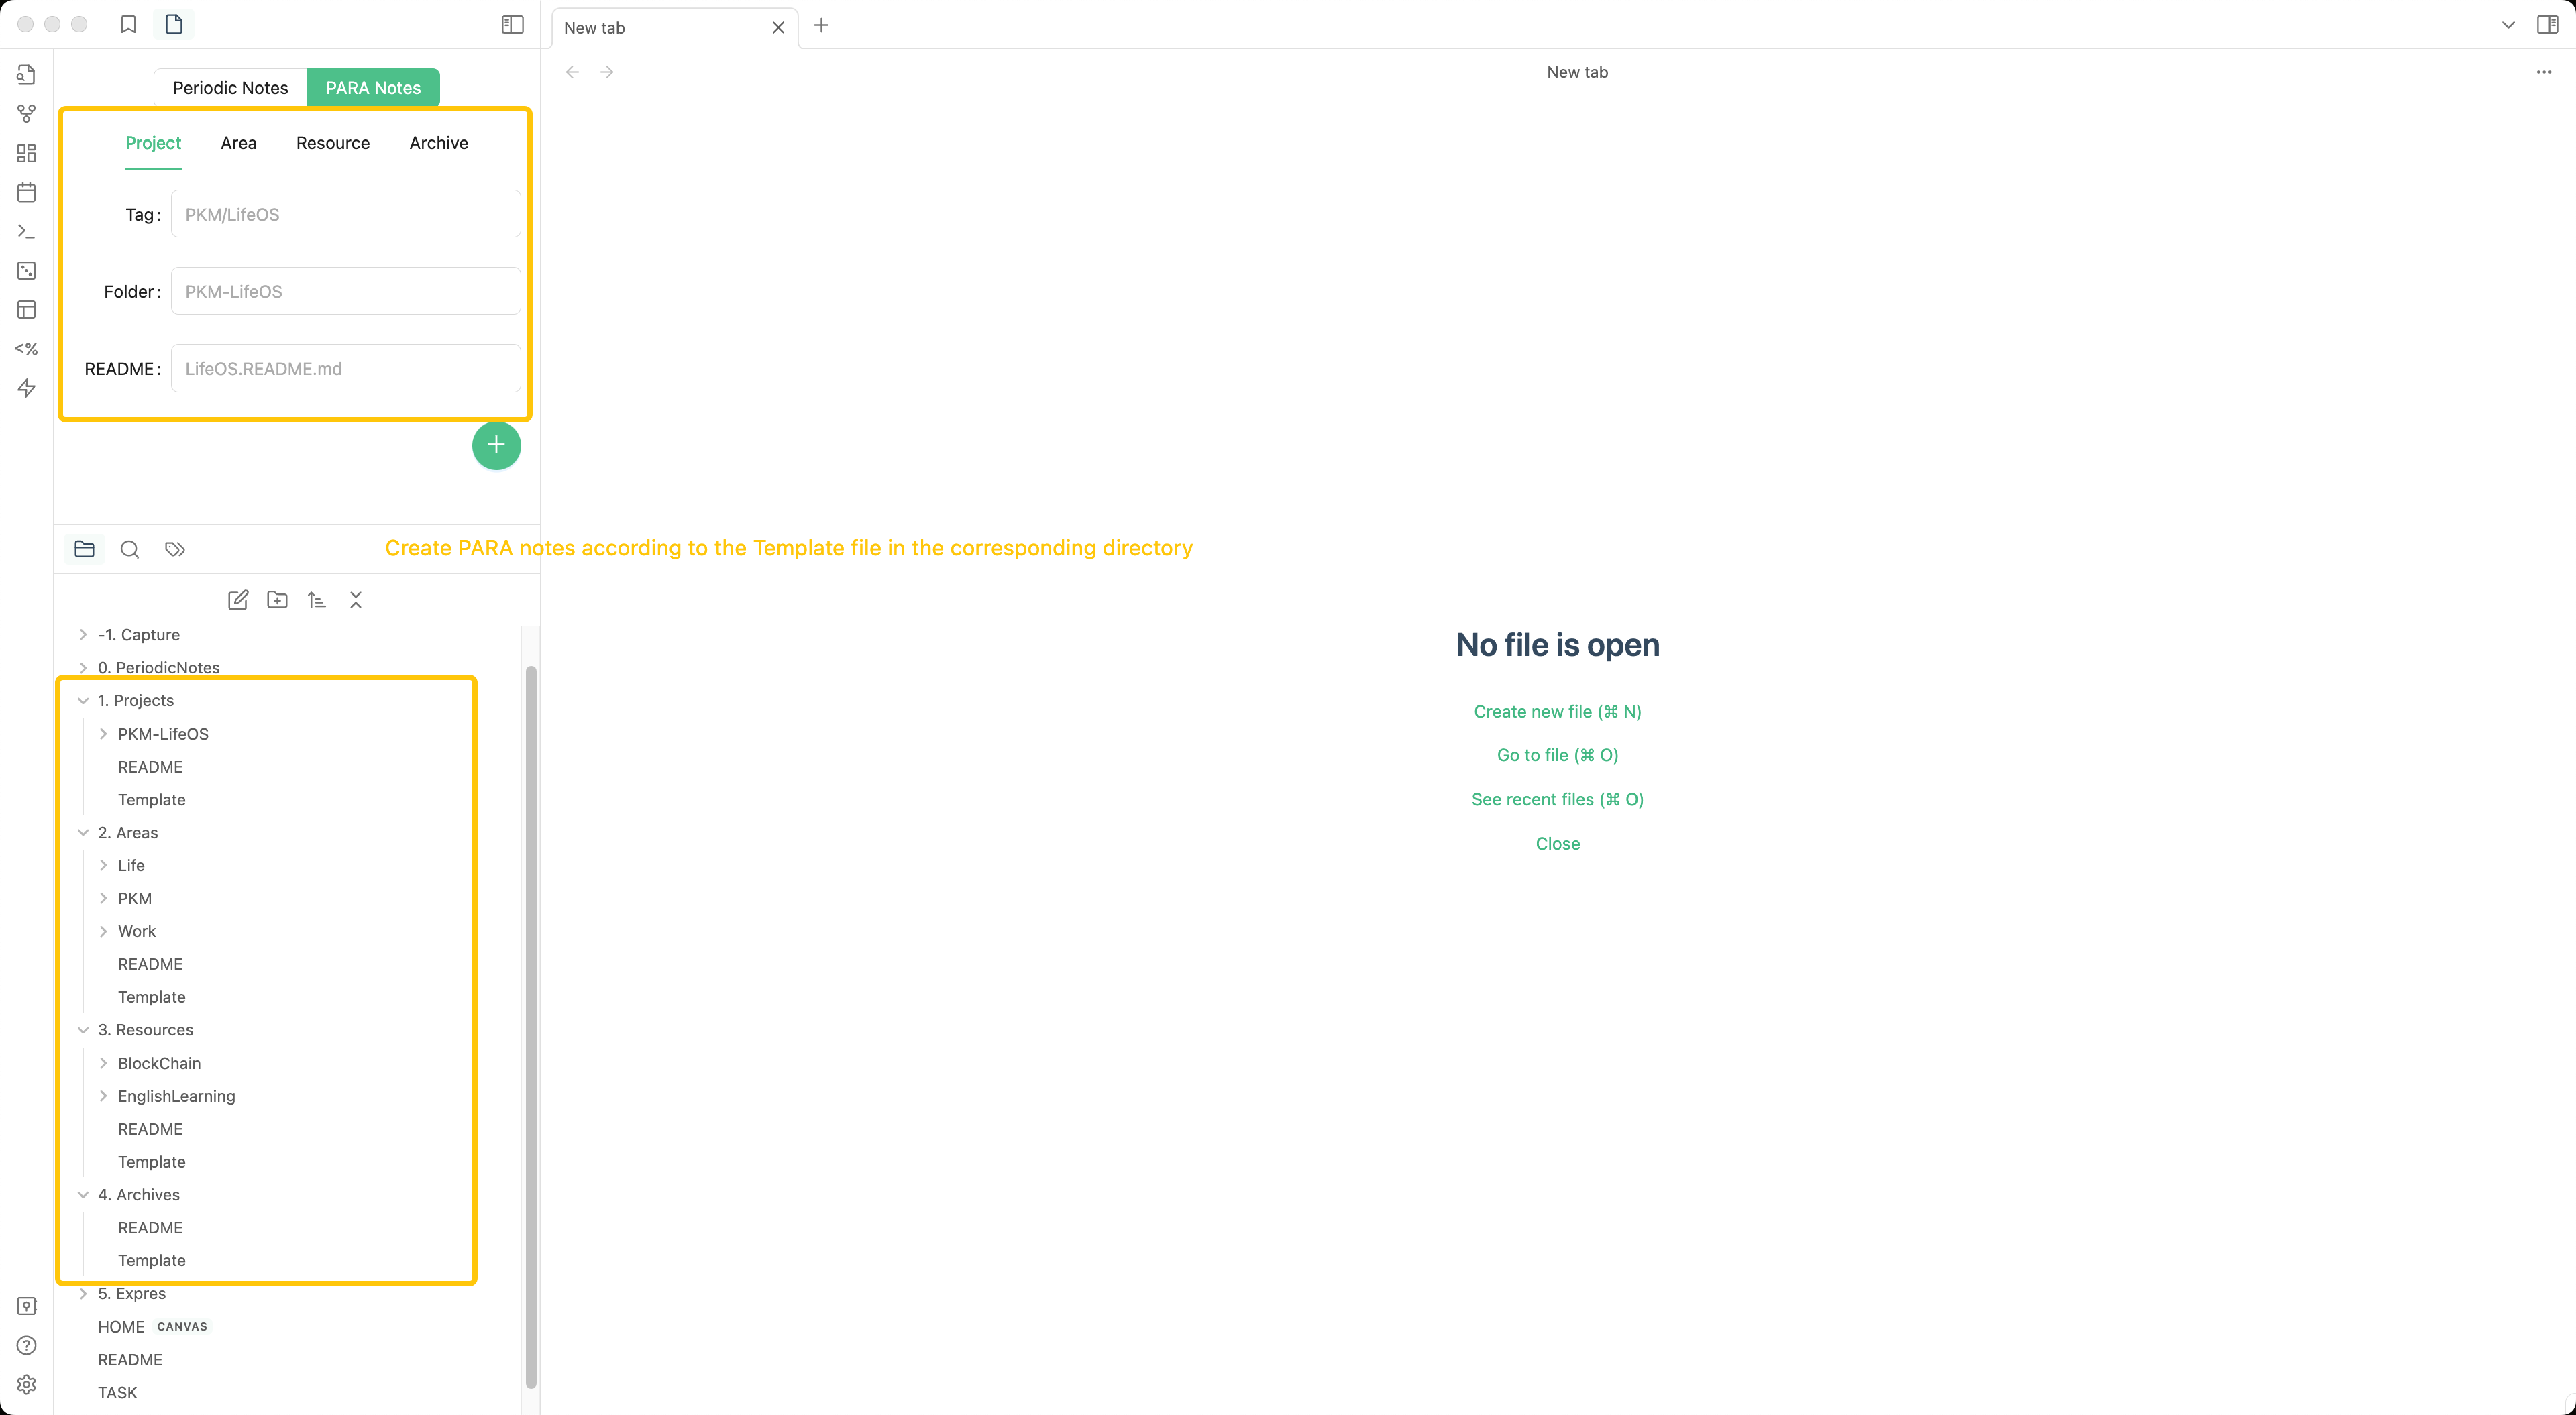 New tab
Periodic Notes PARA Notes
New tab
Project Area Resource Archive
Tag: PKM/LifeOS
Folder: PKM-LifeOS
README: LifeOS.README.md
<%
Create PARA notes according to the Template file in the corresponding directory
-1. Capture
0. PeriodicNotes
1. Projects
PKM-LifeOS
README
Template
2. Areas
Life
PKM
Work
README
Template
3. Resources
BlockChain
EnglishLearning
README
Template
4. Archives
README
Template
5. Expres
HOME CANVAS
README
TASK
No file is open
Create new file (⌘ N)
Go to file (⌘ O)
See recent files (⌘ O)
Close